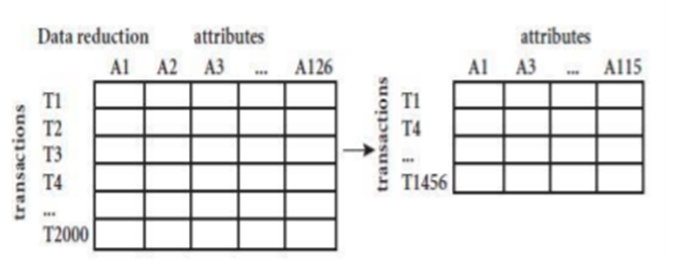 Data reduction attributes
A1 A2 A3 ... A126
transactions
T1
T2
T3
T4
...
T2000
attributes
A1 A3 ... A115
transactions
T1
T4
...
T1456